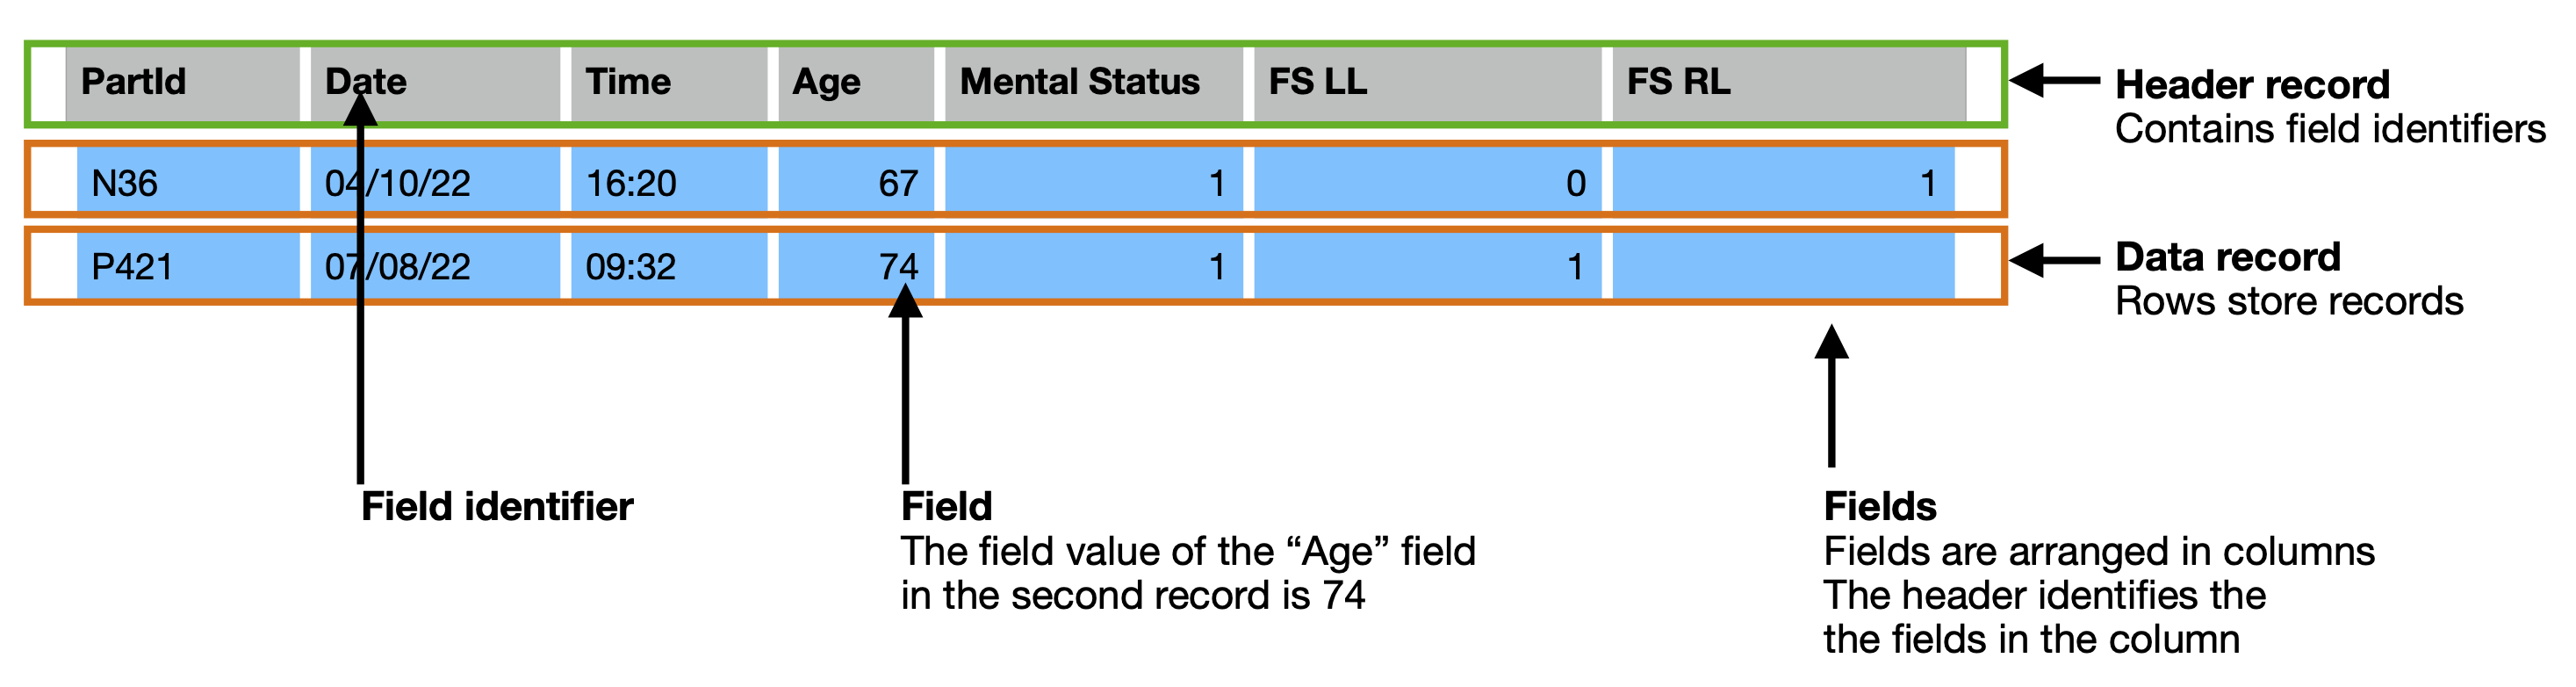 PartId Date Time Age Mental Status FS LL FS RL
N36 04/10/22 16:20 67 1 0 1
P421 07/08/22 09:32 74 1 1
Header record
Contains field identifiers
Data record
Rows store records
Field identifier
Field
The field value of the “Age” field
in the second record is 74
Fields
Fields are arranged in columns
The header identifies the
the fields in the column